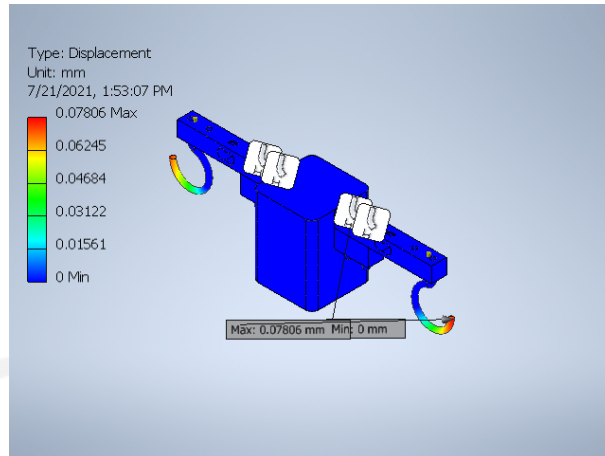 Type: Displacement
Unit: mm
7/21/2021, 1:53:07 PM
0.07806 Max
0.06245
0.04684
0.03122
0.01561
0 Min
Max: 0.07806 mm Min: 0 mm